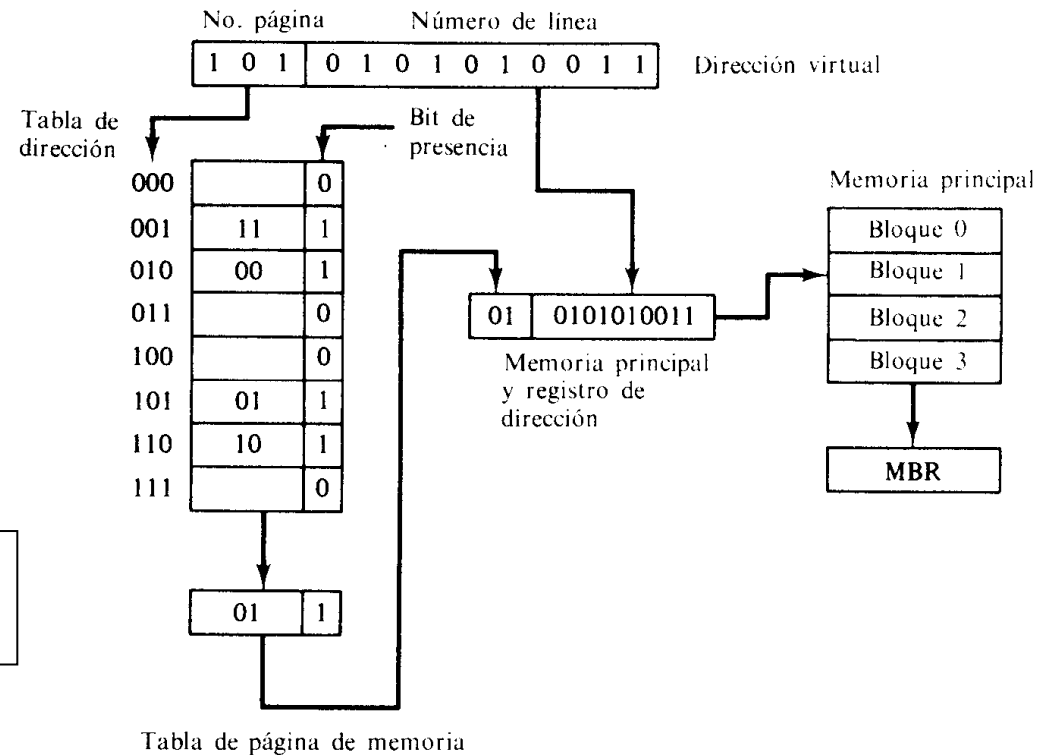 No. página Número de línea
1 0 1 0 1 0 1 0 1 0 0 1 1 Dirección virtual
Tabla de
dirección
Bit de
presencia
000 0
001 11 1
010 00 1
011 0
100 0
101 01 1
110 10 1
111 0
01 1
Tabla de página de memoria
01 0101010011
Memoria principal
y registro de
dirección
Memoria principal
Bloque 0
Bloque 1
Bloque 2
Bloque 3
MBR